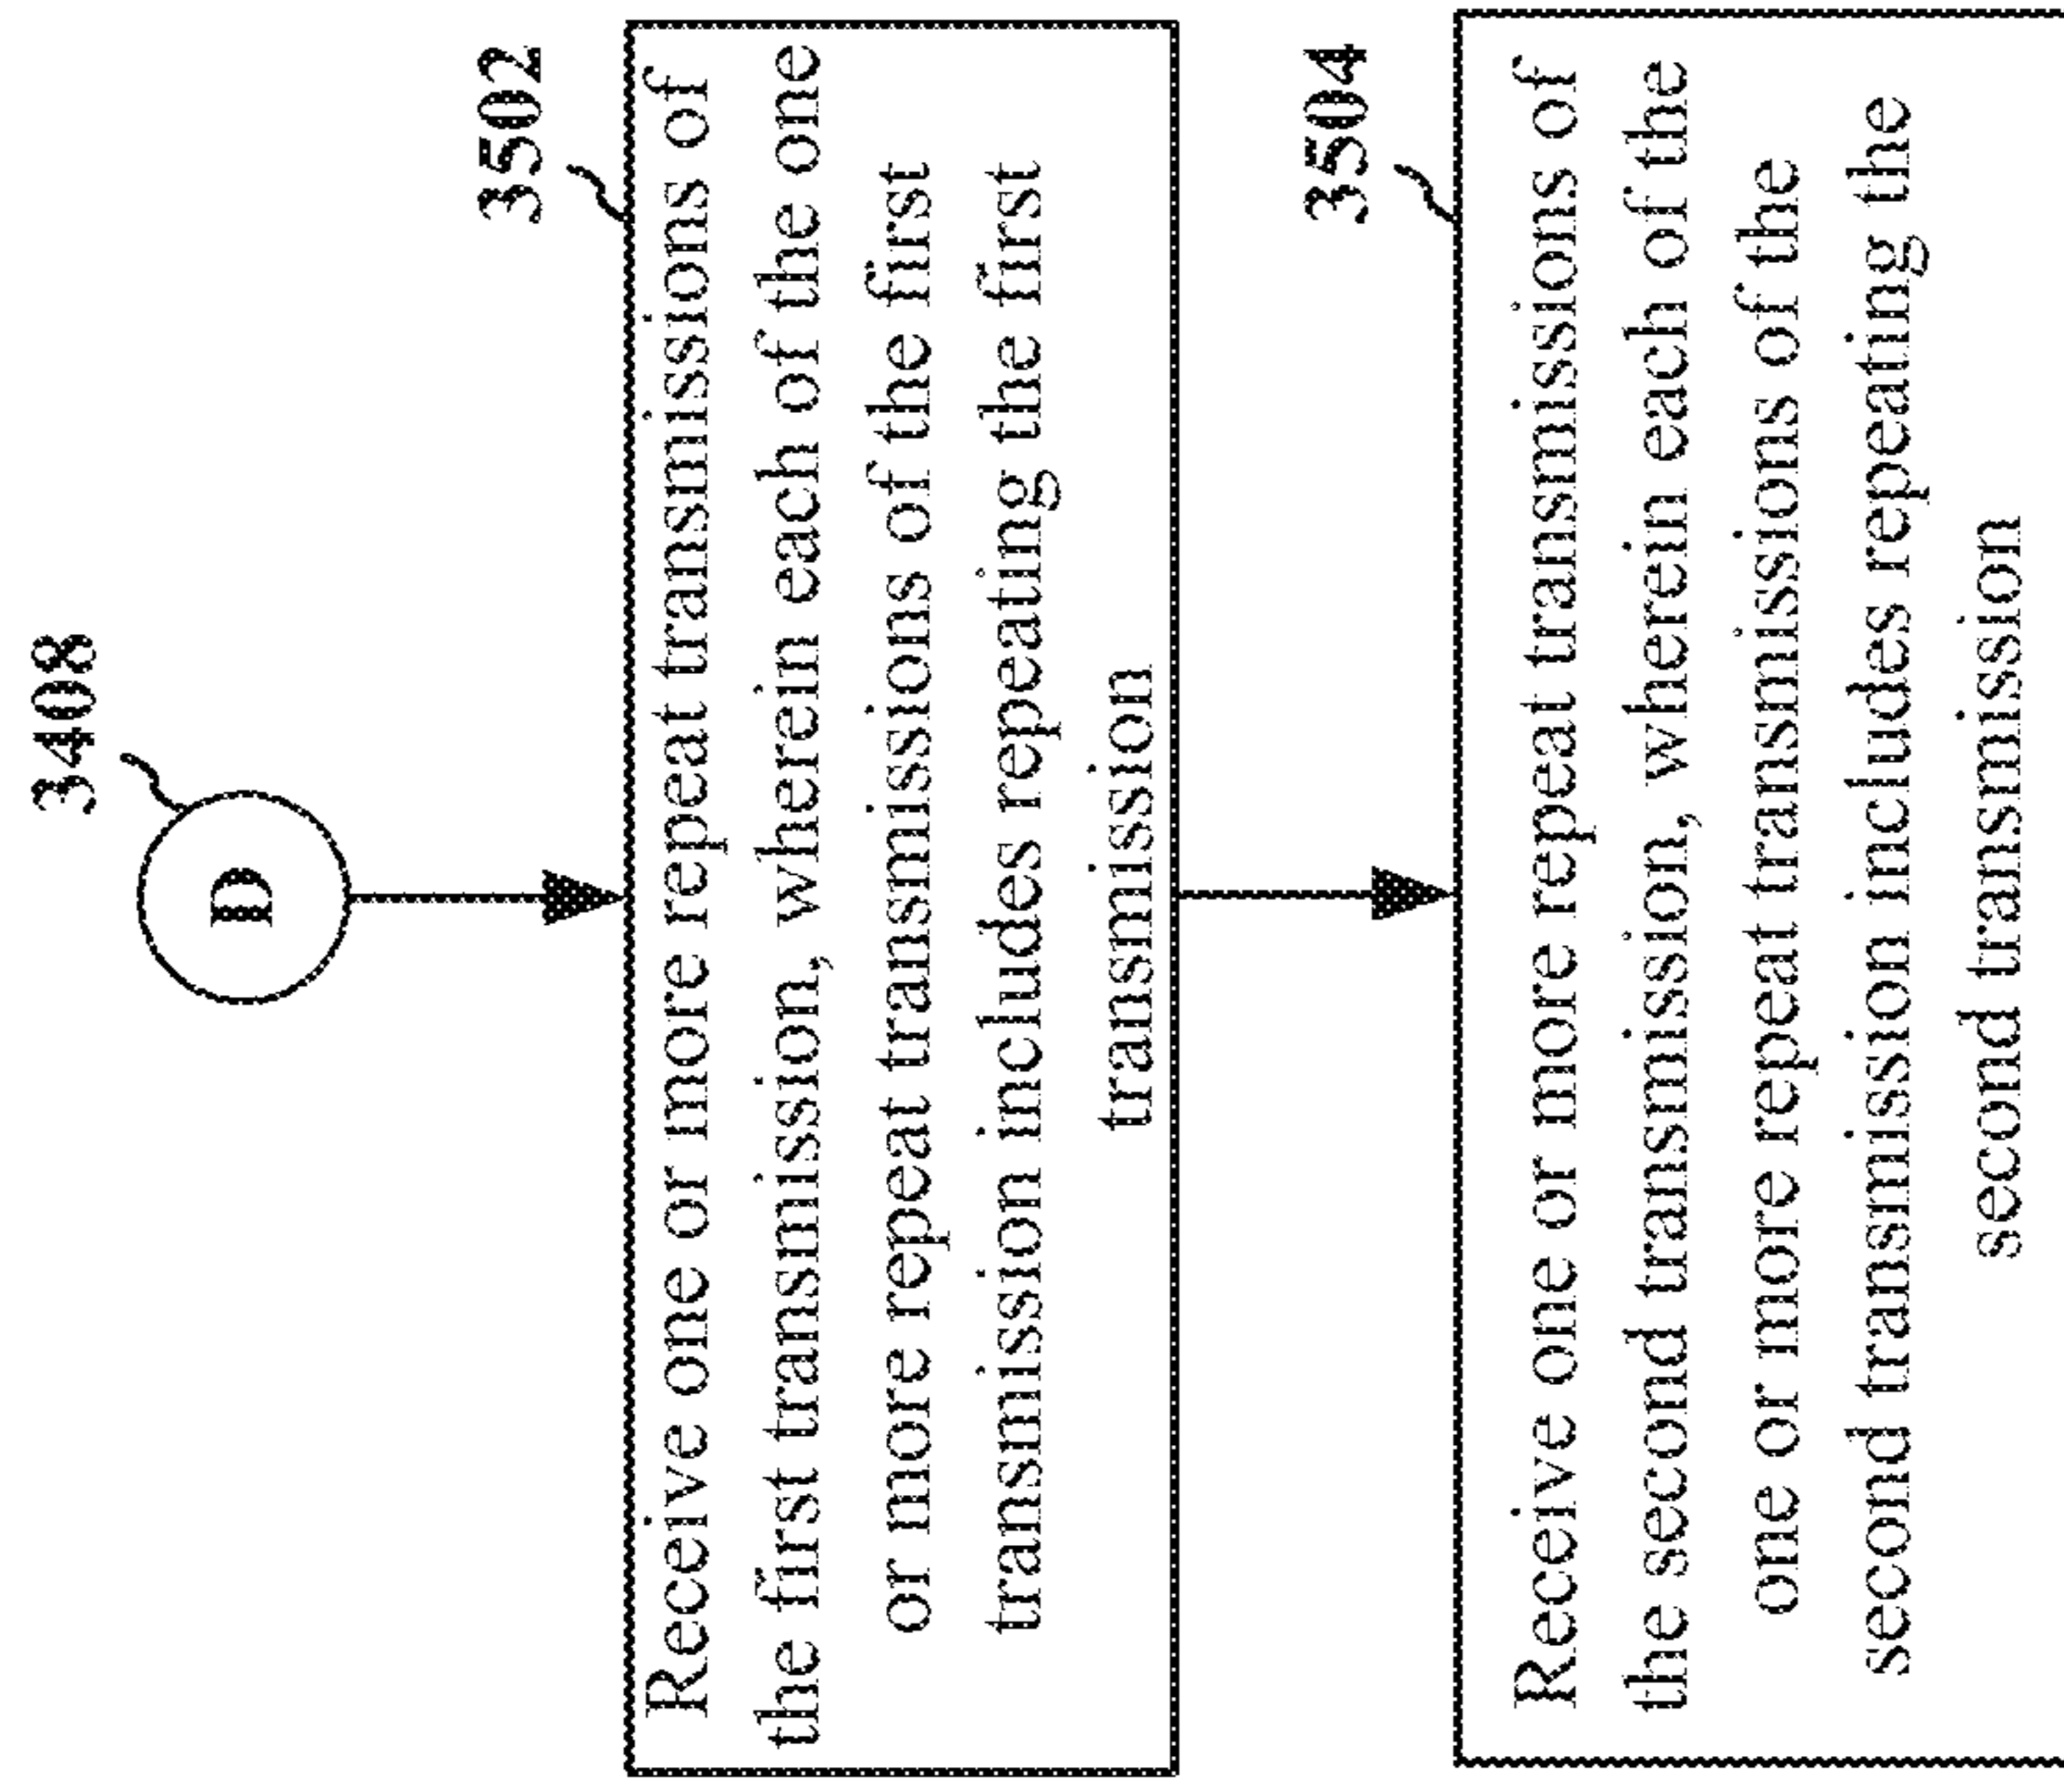 3408
D
3502
Receive one or more repeat transmissions of
the first transmission, wherein each of the one
or more repeat transmissions of the first
transmission includes repeating the first
transmission
3504
Receive one or more repeat transmissions of
the second transmission, wherein each of the
one or more repeat transmissions of the
second transmission includes repeating the
second transmission